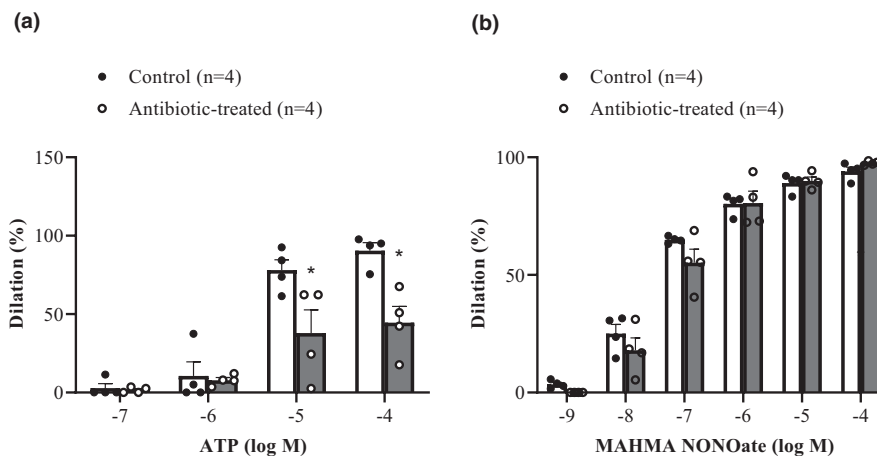 (a)
Control (n=4)
Antibiotic-treated (n=4)
150
100
50
0
Dilation (%)
*
*
-7 -6 -5 -4
ATP (log M)
(b)
Control (n=4)
Antibiotic-treated (n=4)
100
50
0
Dilation (%)
-9 -8 -7 -6 -5 -4
MAHMA NONOate (log M)